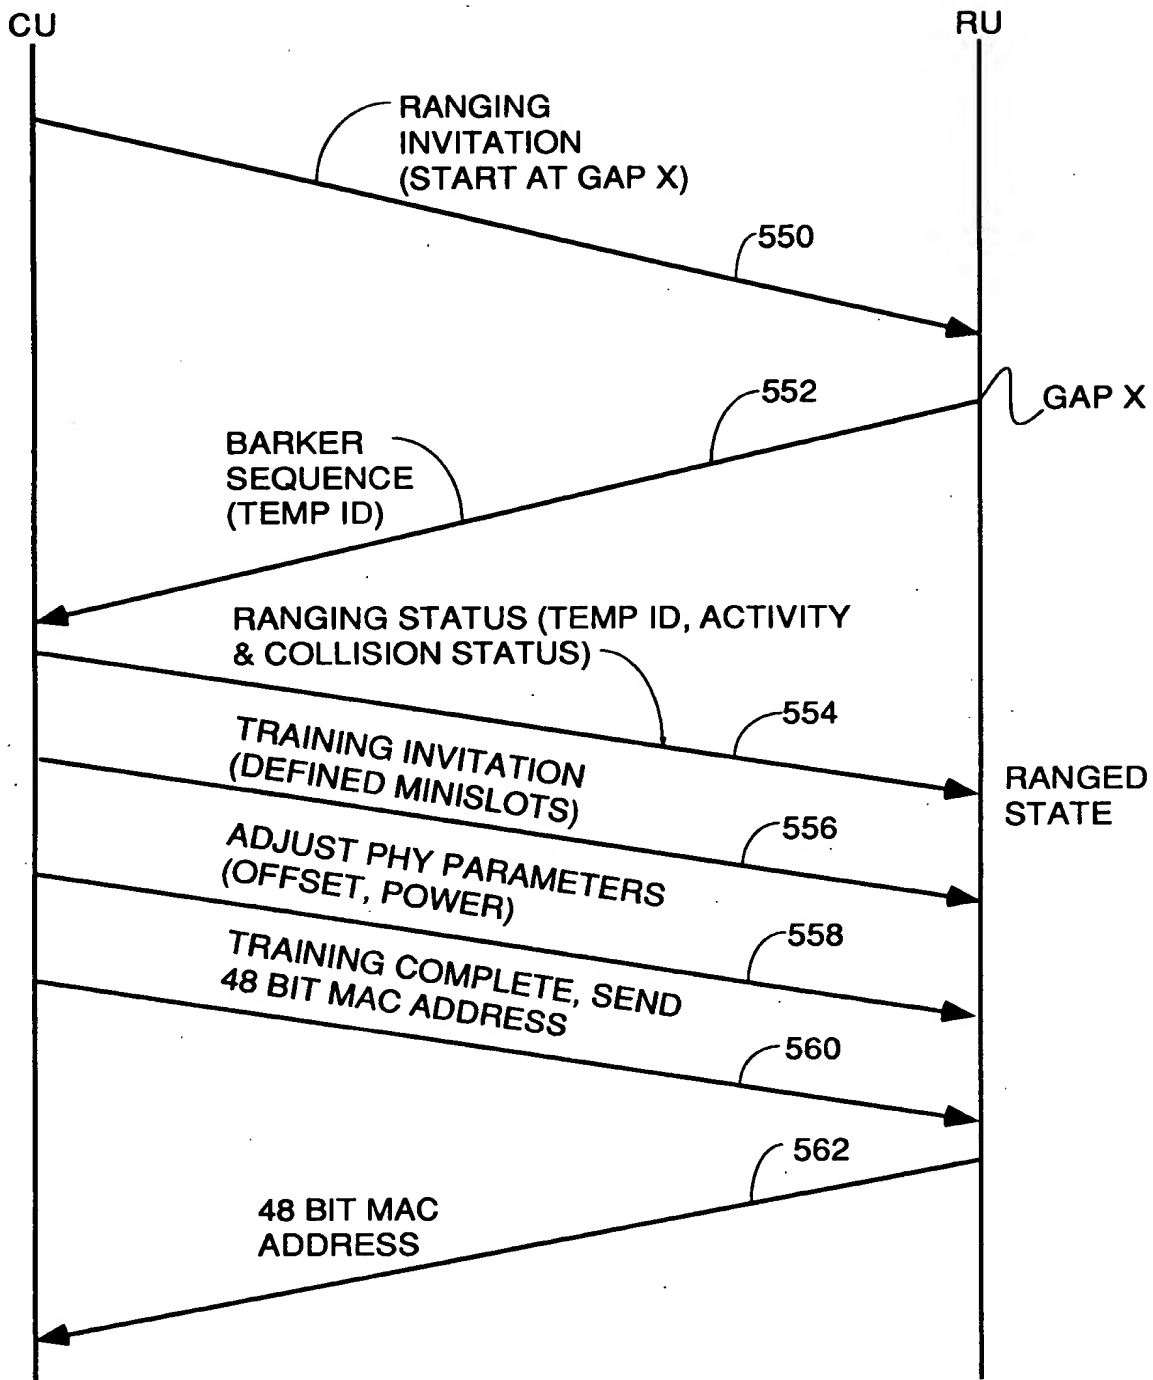 CU
RU
RANGING
INVITATION
(START AT GAP X)
550
552
GAP X
BARKER
SEQUENCE
(TEMP ID)
RANGING STATUS (TEMP ID, ACTIVITY
& COLLISION STATUS)
554
TRAINING INVITATION
(DEFINED MINISLOTS)
RANGED
STATE
556
ADJUST PHY PARAMETERS
(OFFSET, POWER)
558
TRAINING COMPLETE, SEND
48 BIT MAC ADDRESS
560
562
48 BIT MAC
ADDRESS